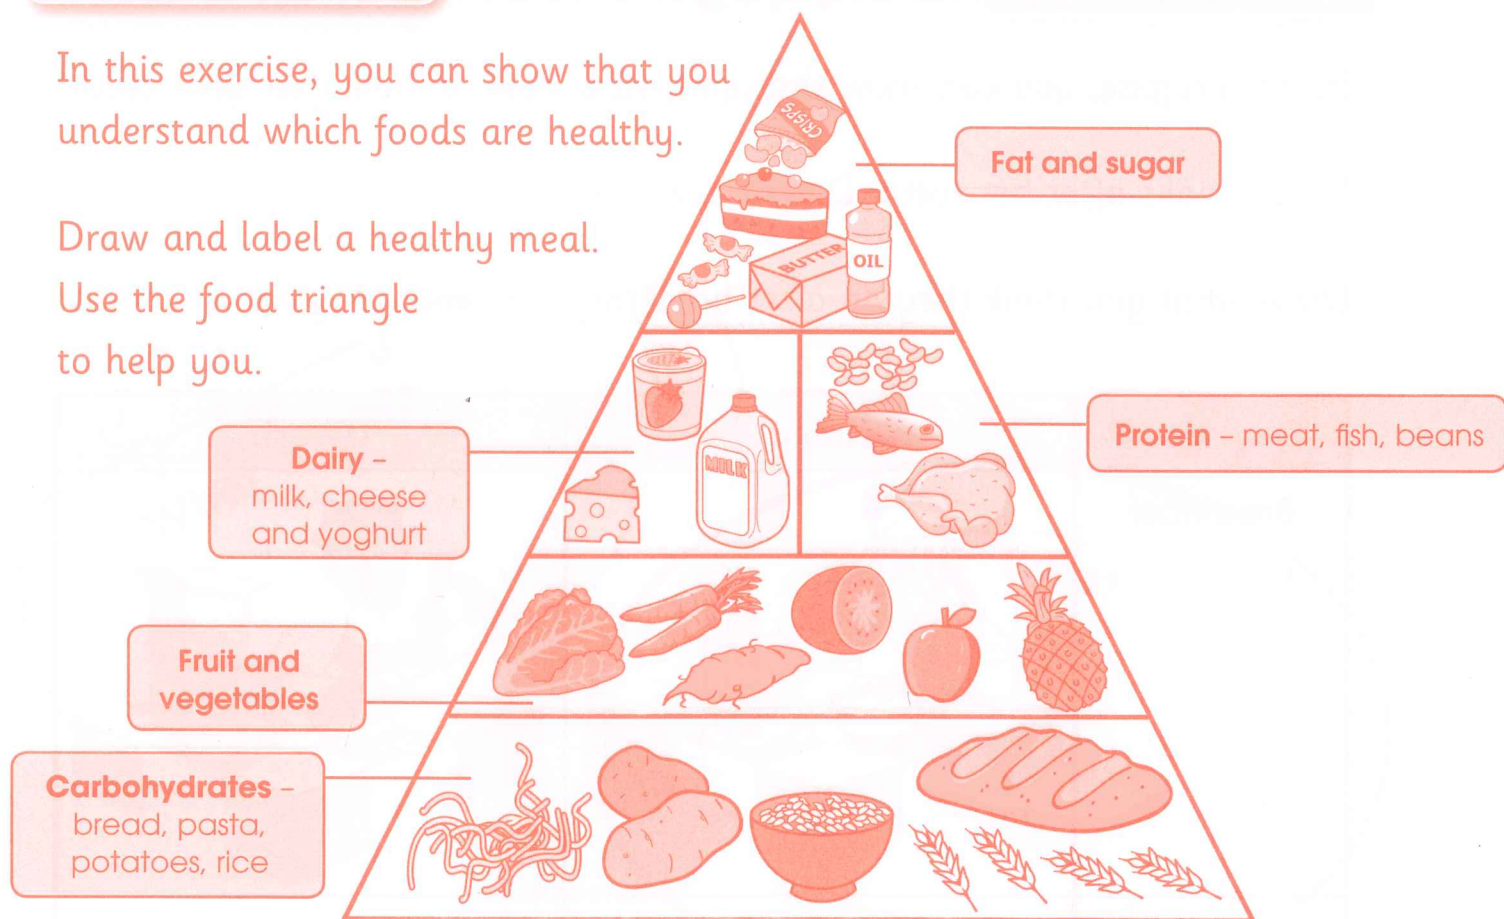 In this exercise, you can show that you
understand which foods are healthy.
Draw and label a healthy meal.
Use the food triangle
to help you.
CRISPS
Fat and sugar
BUTTER
OIL
Dairy –
milk, cheese
and yoghurt
MILK
Protein – meat, fish, beans
Fruit and
vegetables
Carbohydrates –
bread, pasta,
potatoes, rice